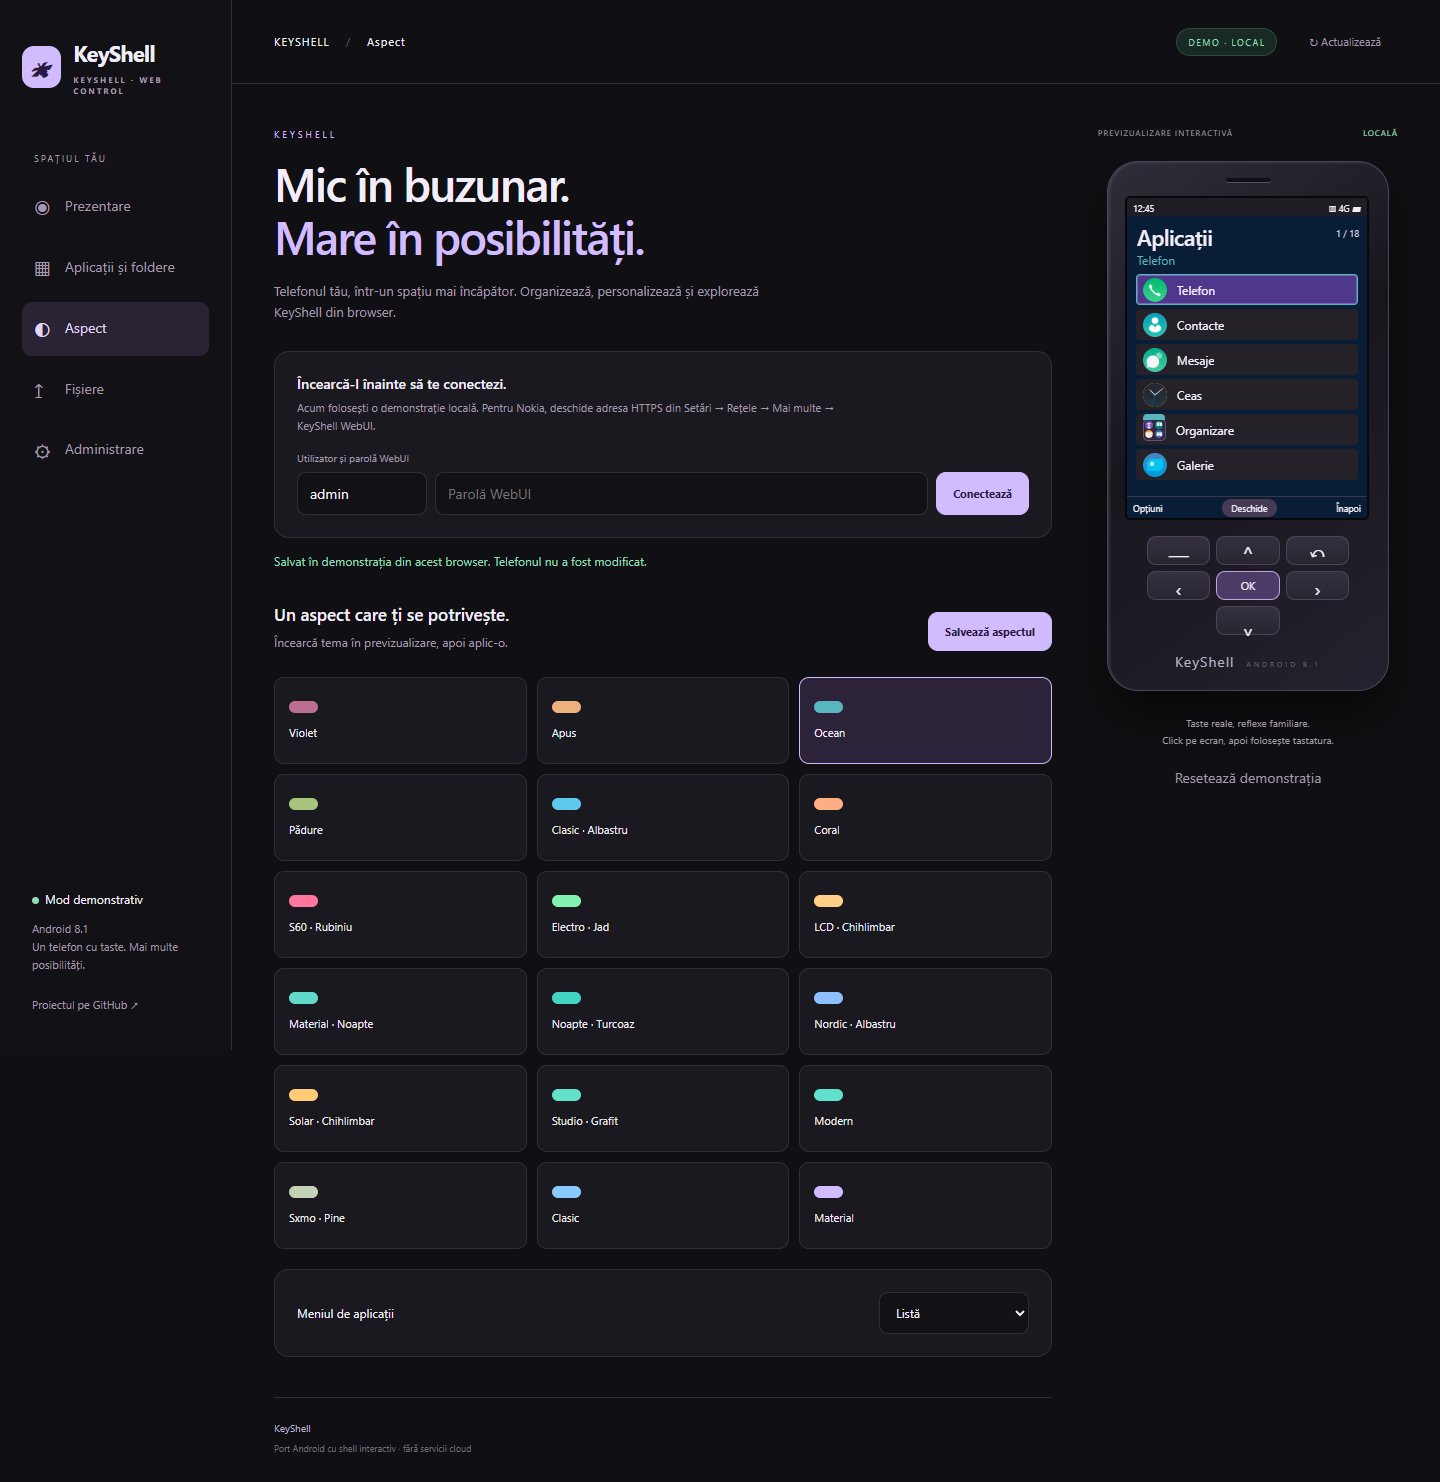 KeyShell
KEYSHELL · WEB
CONTROL
SPAȚIUL TĂU
Prezentare
Aplicații și foldere
Aspect
Fișiere
Administrare
Mod demonstrativ
Android 8.1
Un telefon cu taste. Mai multe
posibilități.
Proiectul pe GitHub ↗
KEYSHELL / Aspect
DEMO · LOCAL
↻ Actualizează
KEYSHELL
Mic în buzunar.
Mare în posibilități.
Telefonul tău, într-un spațiu mai încăpător. Organizează, personalizează și explorează
KeyShell din browser.
Încearcă-l înainte să te conectezi.
Acum folosești o demonstrație locală. Pentru Nokia, deschide adresa HTTPS din Setări → Rețele → Mai multe →
KeyShell WebUI.
Utilizator și parolă WebUI
admin
Parolă WebUI
Conectează
Salvat în demonstrația din acest browser. Telefonul nu a fost modificat.
Un aspect care ți se potrivește.
Încearcă tema în previzualizare, apoi aplic-o.
Salvează aspectul
Violet
Apus
Ocean
Pădure
Clasic · Albastru
Coral
S60 · Rubiniu
Electro · Jad
LCD · Chihlimbar
Material · Noapte
Noapte · Turcoaz
Nordic · Albastru
Solar · Chihlimbar
Studio · Grafit
Modern
Sxmo · Pine
Clasic
Material
Meniul de aplicații
Listă
KeyShell
Port Android cu shell interactiv · fără servicii cloud
PREVIZUALIZARE INTERACTIVĂ
LOCALĂ
12:45
4G
Aplicații
1 / 18
Telefon
Telefon
Contacte
Mesaje
Ceas
Organizare
Galerie
Opțiuni
Deschide
Înapoi
OK
KeyShell ANDROID 8.1
Taste reale, reflexe familiare.
Click pe ecran, apoi folosește tastatura.
Resetează demonstrația